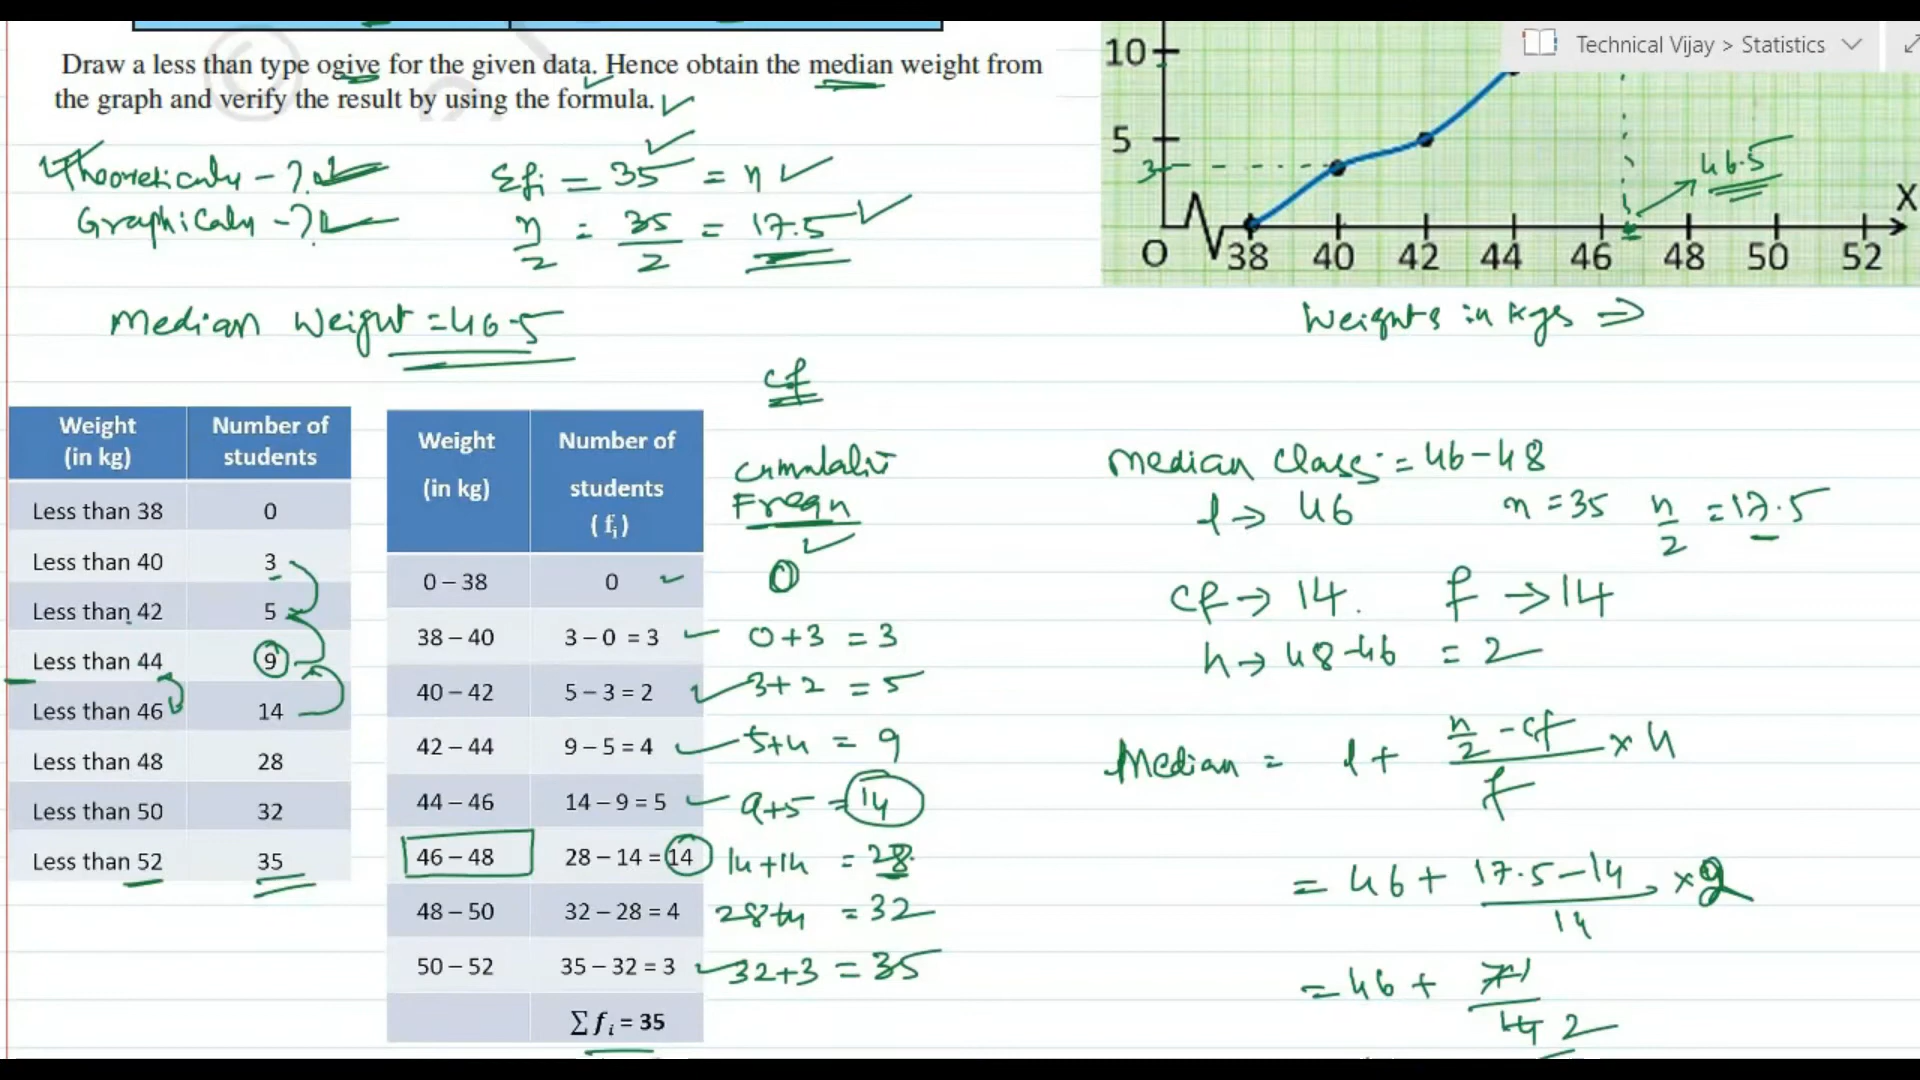 Technical Vijay > Statistics
Draw a less than type ogive for the given data. Hence obtain the median weight from
the graph and verify the result by using the formula.
Theoretically - ?
Graphically - ?
Σfi = 35 = n
n/2 = 35/2 = 17.5
Median Weight = 46.5
10
5
3
46.5
X
O 38 40 42 44 46 48 50 52
Weights in kgs ⇒
cf
Weight (in kg) Number of students
Less than 38 0
Less than 40 3
Less than 42 5
Less than 44 9
Less than 46 14
Less than 48 28
Less than 50 32
Less than 52 35
Weight (in kg) Number of students (fi)
0 – 38 0
38 – 40 3 – 0 = 3
40 – 42 5 – 3 = 2
42 – 44 9 – 5 = 4
44 – 46 14 – 9 = 5
46 – 48 28 – 14 = 14
48 – 50 32 – 28 = 4
50 – 52 35 – 32 = 3
∑ fi = 35
Freqn
0
0+3 = 3
3+2 = 5
5+4 = 9
9+5 = 14
14+14 = 28
28+4 = 32
32+3 = 35
Median Class = 46-48
l → 46 n = 35 n/2 = 17.5
cf → 14. f → 14
h → 48-46 = 2
Median = l + (n/2 - cf)/f × h
= 46 + (17.5-14)/14 × 2
= 46 + 7 1/14 2